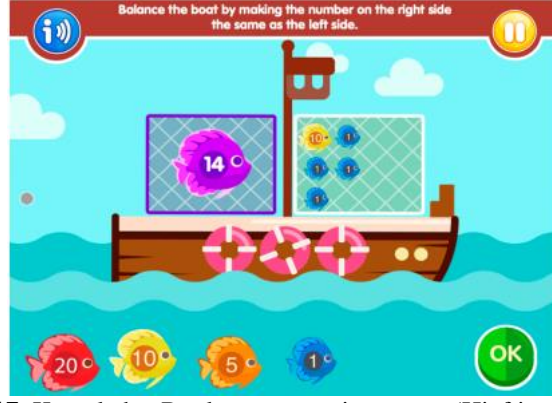 Balance the boat by making the number on the right side
the same as the left side.
14
10 1
1 1
1
20 10 5 1
OK